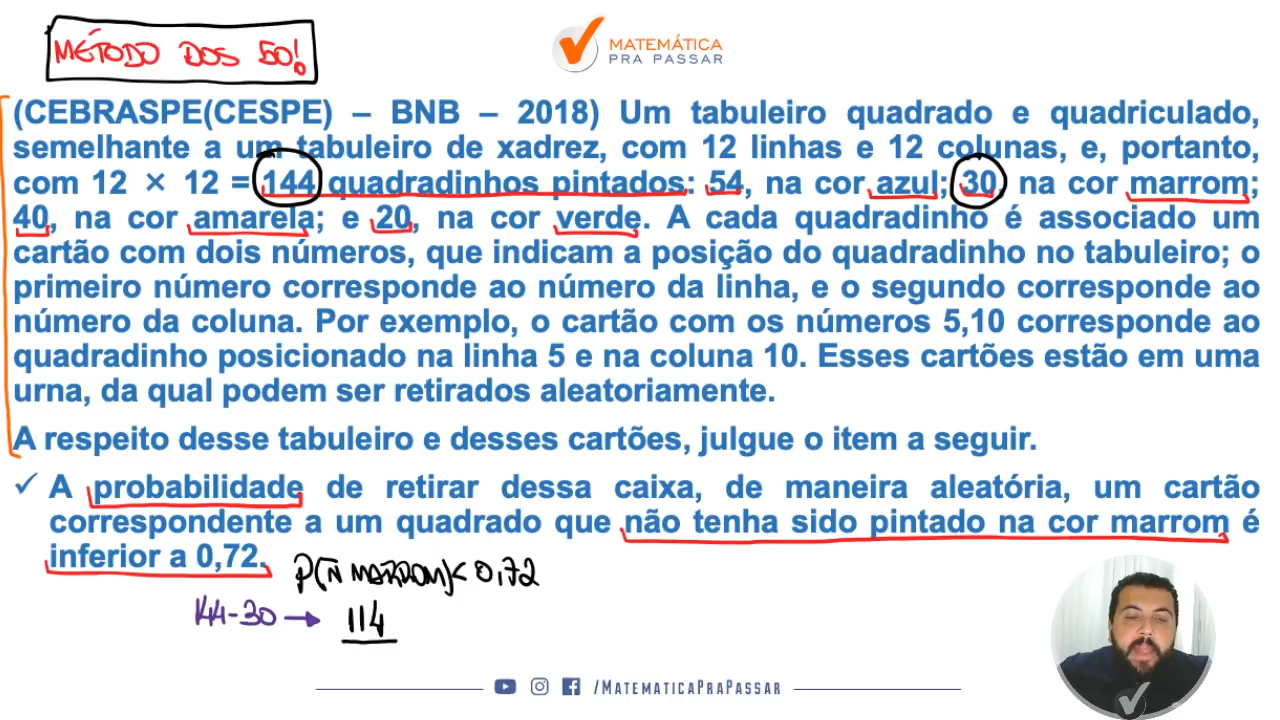 MÉTODO DOS 50!
MATEMÁTICA
PRA PASSAR
(CEBRASPE(CESPE) – BNB – 2018) Um tabuleiro quadrado e quadriculado,
semelhante a um tabuleiro de xadrez, com 12 linhas e 12 colunas, e, portanto,
com 12 × 12 = 144 quadradinhos pintados: 54, na cor azul; 30, na cor marrom;
40, na cor amarela; e 20, na cor verde. A cada quadradinho é associado um
cartão com dois números, que indicam a posição do quadradinho no tabuleiro; o
primeiro número corresponde ao número da linha, e o segundo corresponde ao
número da coluna. Por exemplo, o cartão com os números 5,10 corresponde ao
quadradinho posicionado na linha 5 e na coluna 10. Esses cartões estão em uma
urna, da qual podem ser retirados aleatoriamente.
A respeito desse tabuleiro e desses cartões, julgue o item a seguir.
✓ A probabilidade de retirar dessa caixa, de maneira aleatória, um cartão
correspondente a um quadrado que não tenha sido pintado na cor marrom é
inferior a 0,72.
P(Ñ MARROM) < 0,72
144-30 → 114
/MatematicaPraPassar